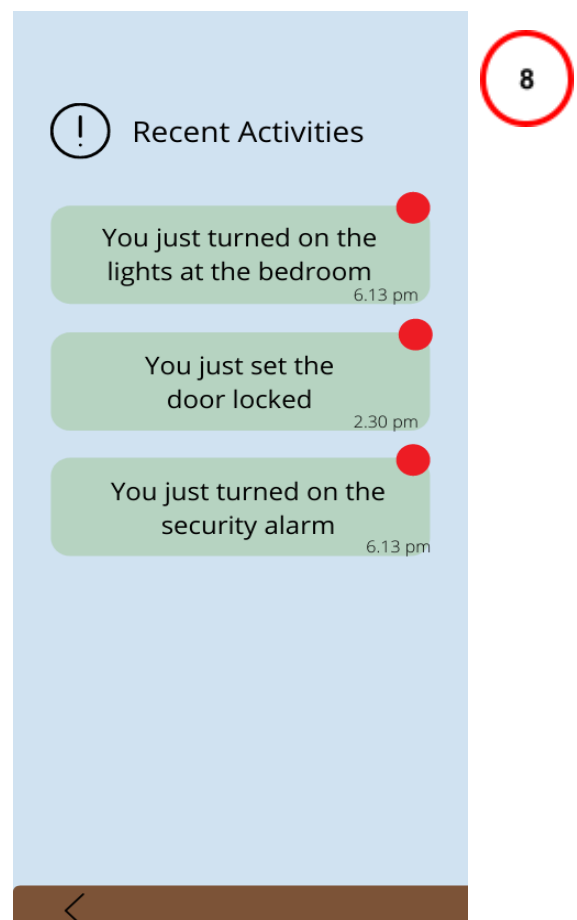 8
Recent Activities
You just turned on the
lights at the bedroom
6.13 pm
You just set the
door locked
2.30 pm
You just turned on the
security alarm
6.13 pm